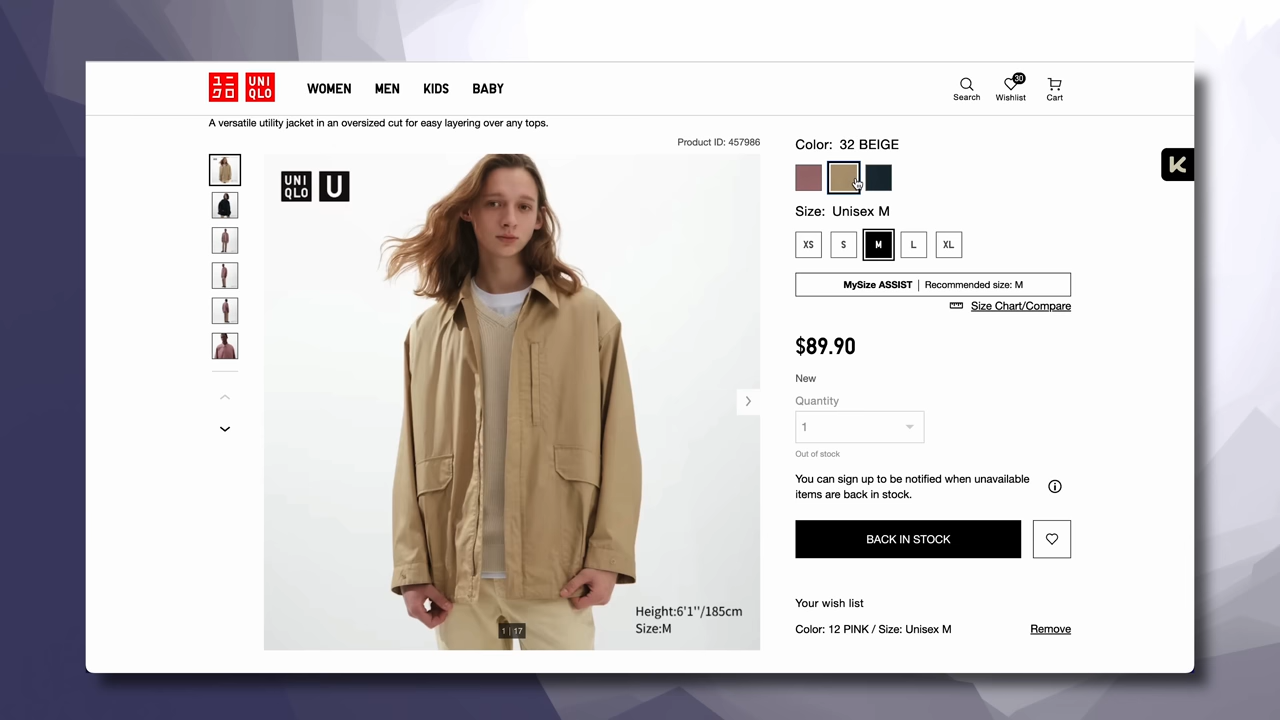 ユニ
クロ
UNI
QLO
WOMEN
MEN
KIDS
BABY
Search
30
Wishlist
Cart
A versatile utility jacket in an oversized cut for easy layering over any tops.
Product ID: 457986
UNI
QLO
U
Height:6'1''/185cm
Size:M
1 | 17
Color: 32 BEIGE
Size: Unisex M
XS
S
M
L
XL
MySize ASSIST | Recommended size: M
Size Chart/Compare
$89.90
New
Quantity
1
Out of stock
You can sign up to be notified when unavailable
items are back in stock.
BACK IN STOCK
Your wish list
Color: 12 PINK / Size: Unisex M
Remove
K